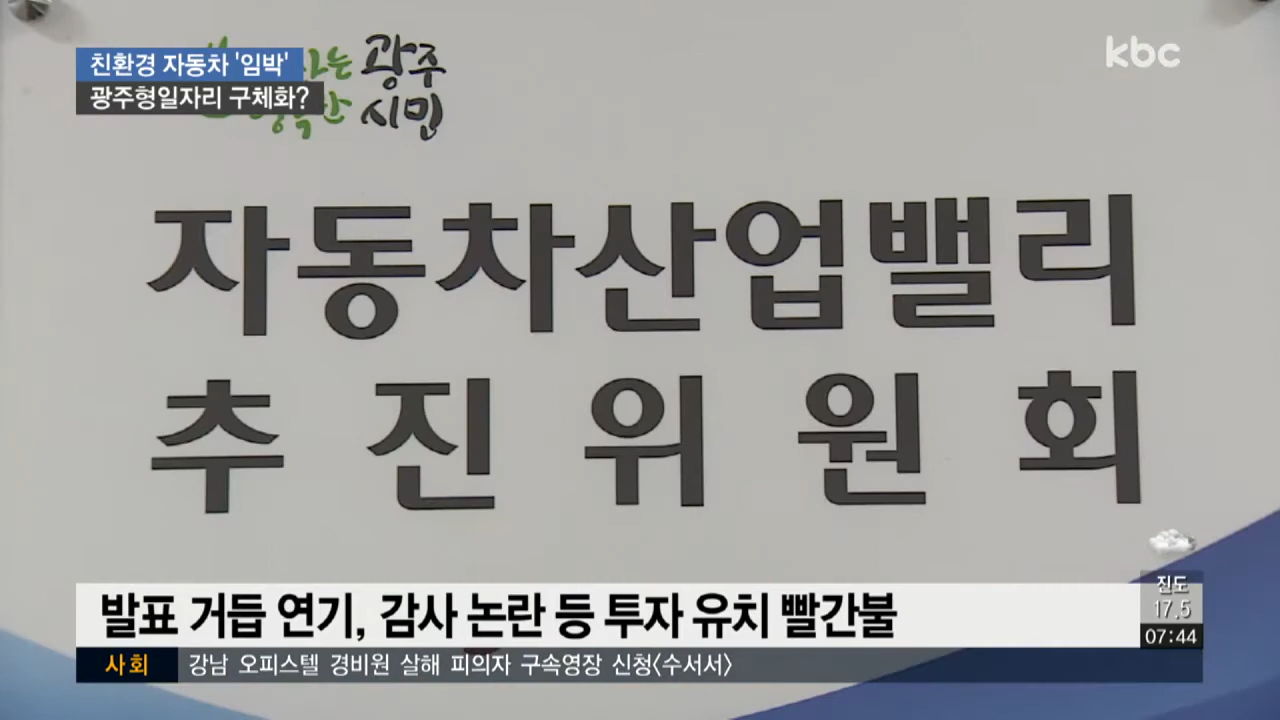 친환경 자동차 '임박'
광주형일자리 구체화?
kbc
광주
시민
자동차산업밸리
추진위원회
발표 거듭 연기, 감사 논란 등 투자 유치 빨간불
진도
17.5
07:44
사회
강남 오피스텔 경비원 살해 피의자 구속영장 신청<수서서>